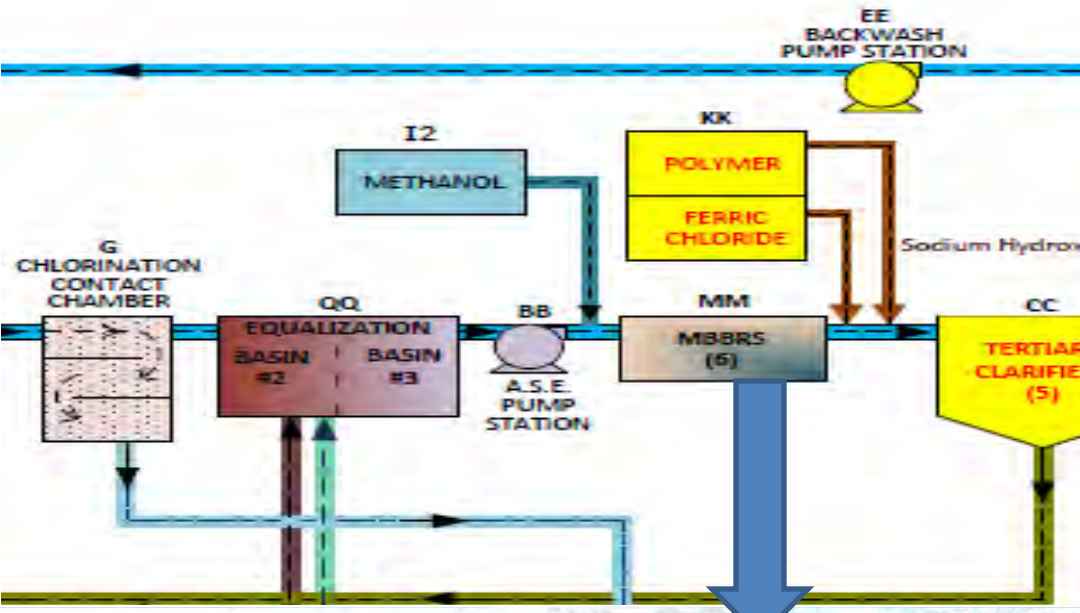 EE
BACKWASH
PUMP STATION
I2
METHANOL
KK
POLYMER
FERRIC
CHLORIDE
Sodium Hydrox
G
CHLORINATION
CONTACT
CHAMBER
QQ
EQUALIZATION
BASIN
#2
BASIN
#3
BB
A.S.E.
PUMP
STATION
MM
MBBRS
(6)
CC
TERTIAR
CLARIFIE
(5)